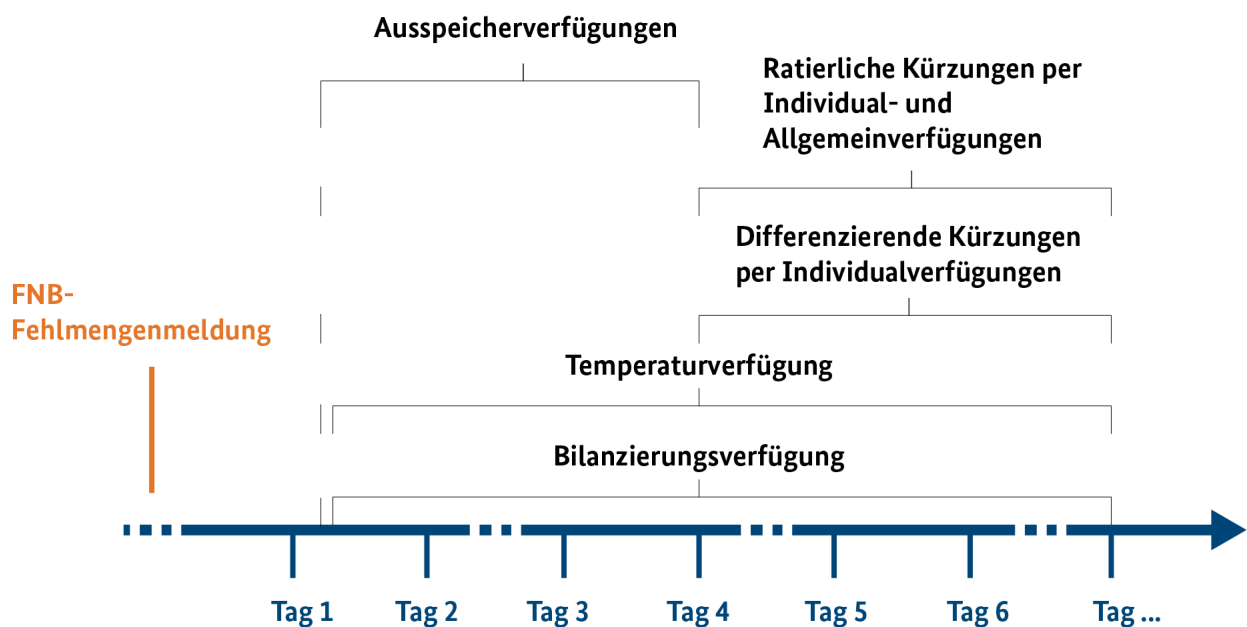 Ausspeicherverfügungen
Ratierliche Kürzungen per
Individual- und
Allgemeinverfügungen
Differenzierende Kürzungen
per Individualverfügungen
FNB-
Fehlmengenmeldung
Temperaturverfügung
Bilanzierungsverfügung
Tag 1
Tag 2
Tag 3
Tag 4
Tag 5
Tag 6
Tag ...